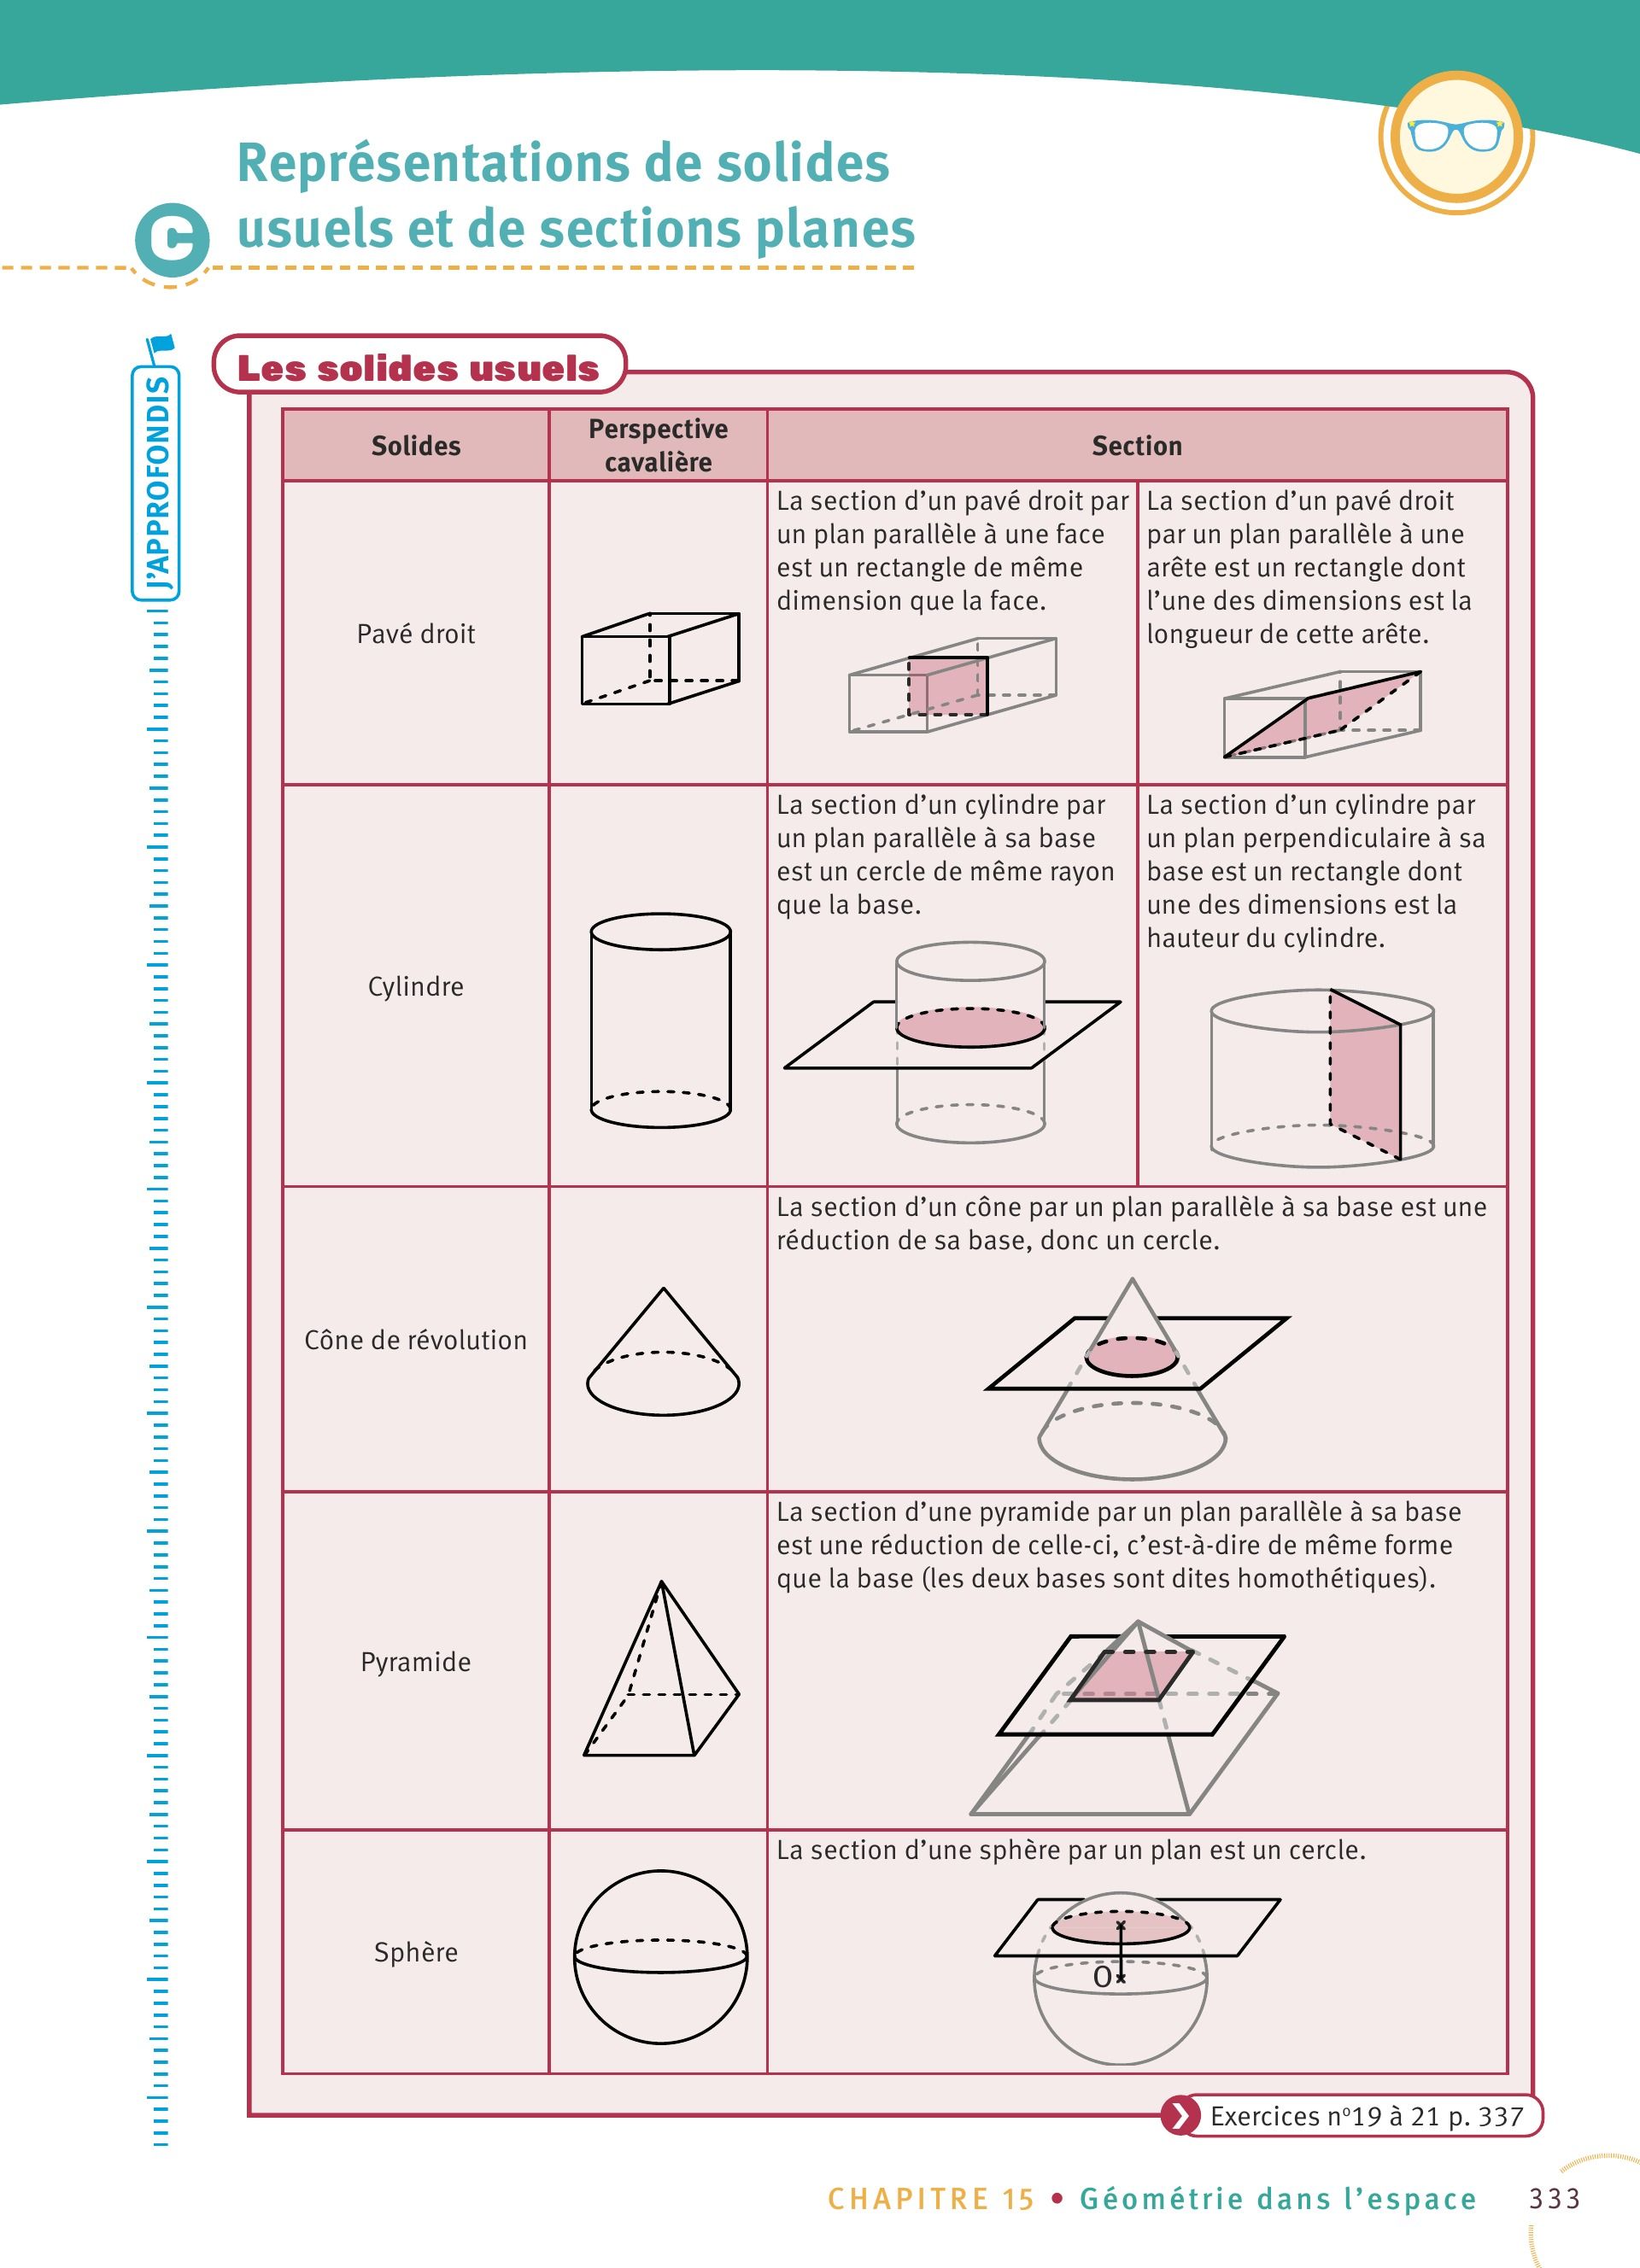 Représentations de solides
C
usuels et de sections planes
J'APPROFONDIS
Les solides usuels
Solides
Perspective
cavalière
Section
Pavé droit
La section d'un pavé droit par
un plan parallèle à une face
est un rectangle de même
dimension que la face.
La section d'un pavé droit
par un plan parallèle à une
arête est un rectangle dont
l'une des dimensions est la
longueur de cette arête.
Cylindre
La section d'un cylindre par
un plan parallèle à sa base
est un cercle de même rayon
que la base.
La section d'un cylindre par
un plan perpendiculaire à sa
base est un rectangle dont
une des dimensions est la
hauteur du cylindre.
Cône de révolution
La section d'un cône par un plan parallèle à sa base est une
réduction de sa base, donc un cercle.
Pyramide
La section d'une pyramide par un plan parallèle à sa base
est une réduction de celle-ci, c'est-à-dire de même forme
que la base (les deux bases sont dites homothétiques).
Sphère
La section d'une sphère par un plan est un cercle.
O
Exercices nº19 à 21 p. 337
CHAPITRE 15 • Géométrie dans l'espace 333